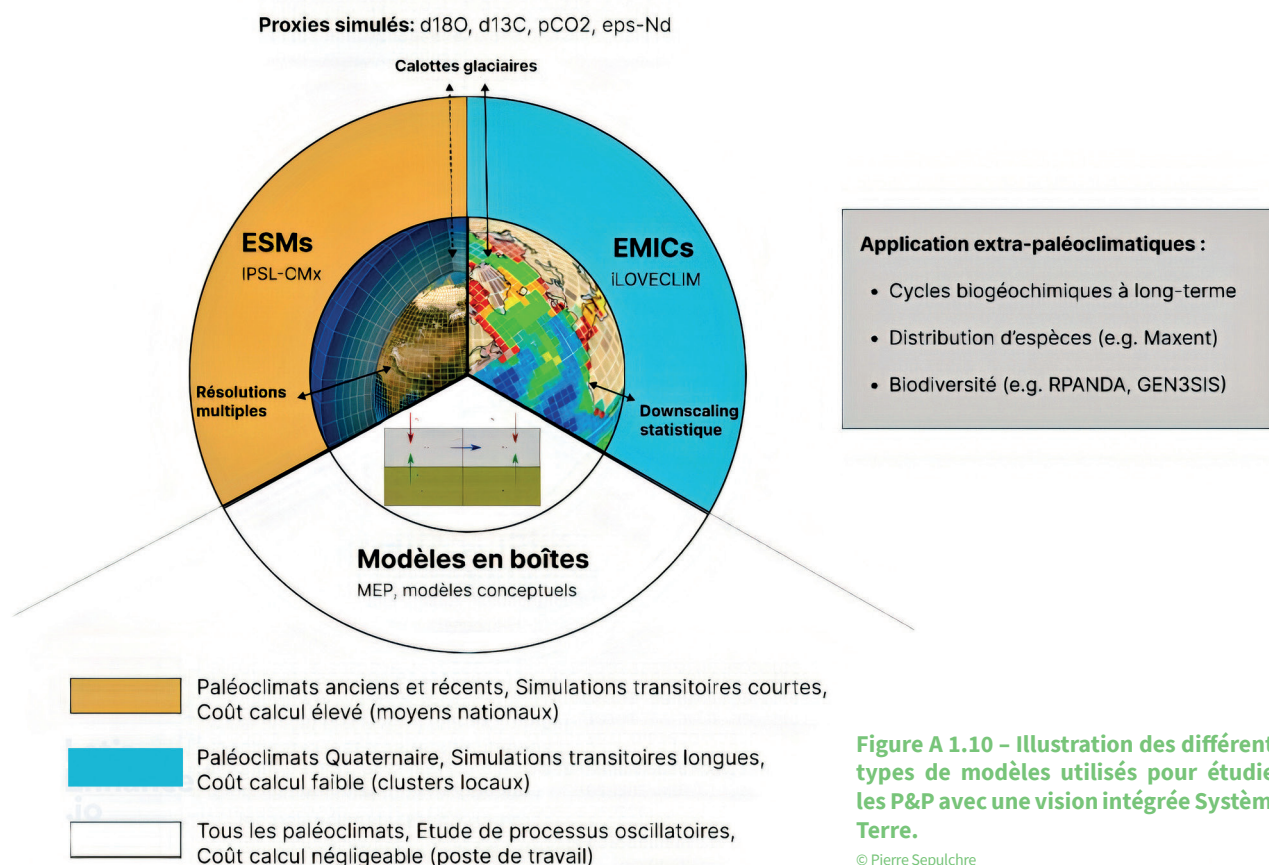 Proxies simulés: d18O, d13C, pCO2, eps-Nd
Calottes glaciaires
ESMs
IPSL-CMx
EMICs
iLOVECLIM
Résolutions
multiples
Downscaling
statistique
Modèles en boîtes
MEP, modèles conceptuels
Application extra-paléoclimatiques :
• Cycles biogéochimiques à long-terme
• Distribution d'espèces (e.g. Maxent)
• Biodiversité (e.g. RPANDA, GEN3SIS)
Paléoclimats anciens et récents, Simulations transitoires courtes,
Coût calcul élevé (moyens nationaux)
Paléoclimats Quaternaire, Simulations transitoires longues,
Coût calcul faible (clusters locaux)
Tous les paléoclimats, Etude de processus oscillatoires,
Coût calcul négligeable (poste de travail)
Figure A 1.10 – Illustration des différent
types de modèles utilisés pour étudie
les P&P avec une vision intégrée Systèm
Terre.
© Pierre Sepulchre